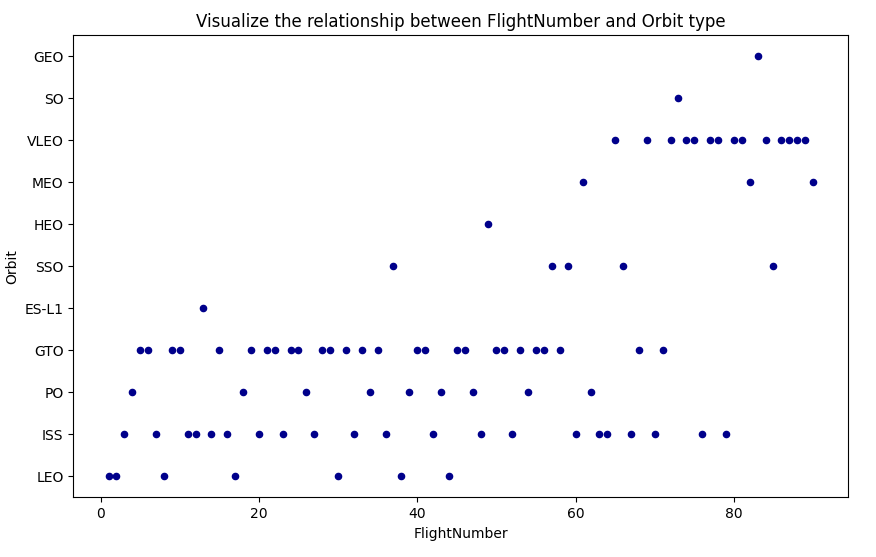 Visualize the relationship between FlightNumber and Orbit type
GEO
SO
VLEO
MEO
HEO
SSO
ES-L1
GTO
PO
ISS
LEO
Orbit
0 20 40 60 80
FlightNumber